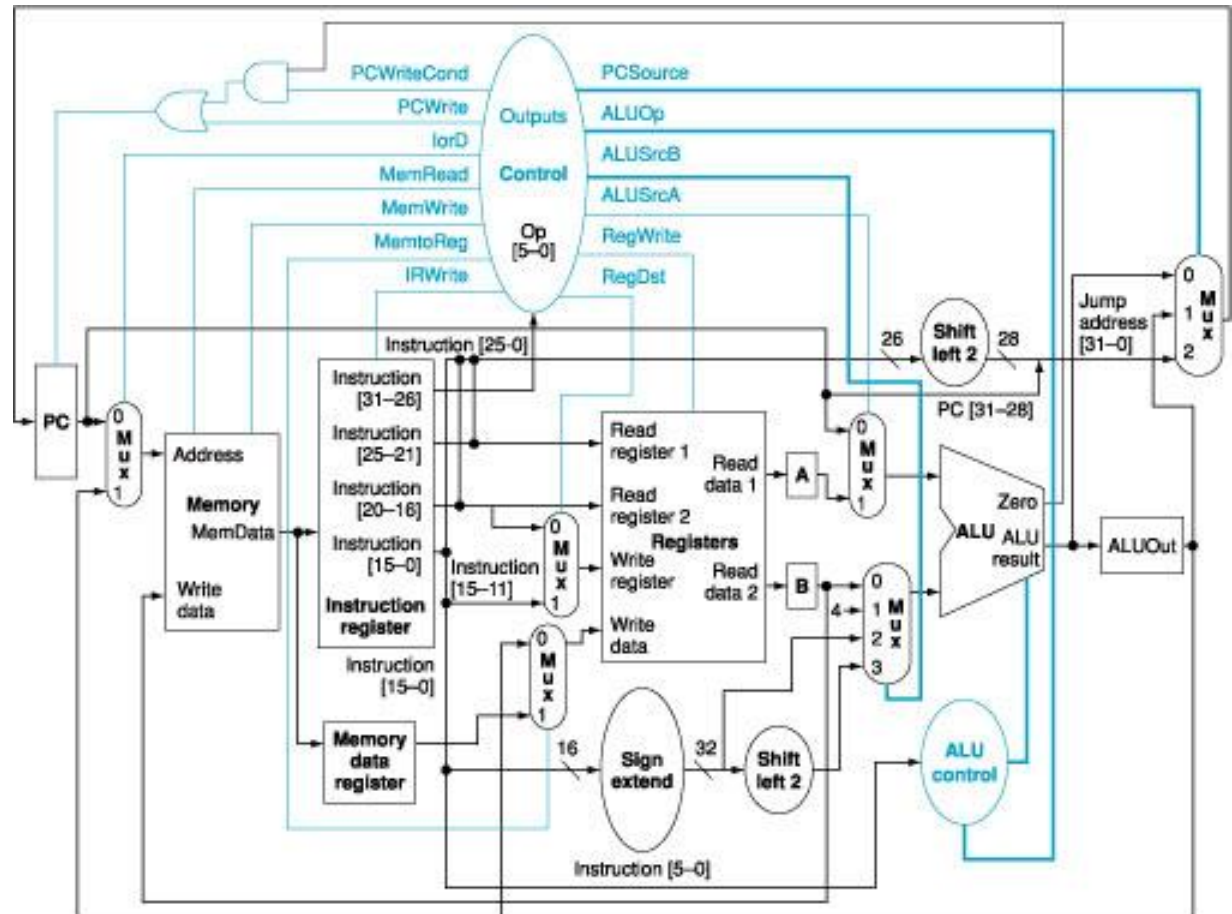 PCWriteCond
PCWrite
IorD
MemRead
MemWrite
MemtoReg
IRWrite
Outputs
Control
Op
[5–0]
PCSource
ALUOp
ALUSrcB
ALUSrcA
RegWrite
RegDst
PC
0
M
u
x
1
Address
Memory
MemData
Write
data
Instruction [25–0]
Instruction
[31–26]
Instruction
[25–21]
Instruction
[20–16]
Instruction
[15–0]
Instruction
register
Instruction
[15–0]
Memory
data
register
Instruction
[15–11]
0
M
u
x
1
0
M
u
x
1
Read
register 1
Read
register 2
Registers
Write
register
Write
data
Read
data 1
Read
data 2
A
B
16
Sign
extend
32
Shift
left 2
Instruction [5–0]
26
Shift
left 2
28
Jump
address
[31–0]
PC [31–28]
0
M
u
x
1
4
0
1
2
3
M
u
x
Zero
ALU
ALU
result
ALUOut
ALU
control
0
1
2
M
u
x